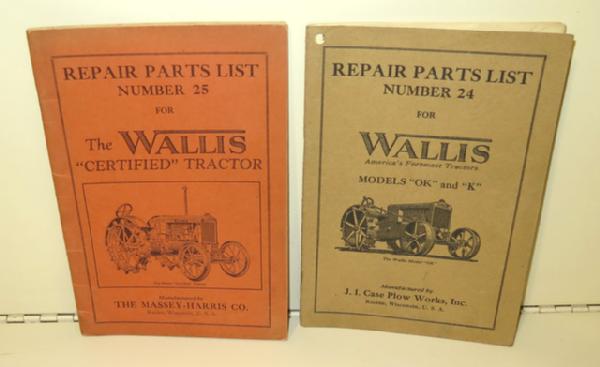 REPAIR PARTS LIST
NUMBER 25
FOR
The WALLIS
"CERTIFIED" TRACTOR
Manufactured by
THE MASSEY-HARRIS CO.
Racine, Wisconsin, U. S. A.
REPAIR PARTS LIST
NUMBER 24
FOR
WALLIS
America's Foremost Tractors
MODELS "OK" and "K"
The Wallis Model "OK"
Manufactured by
J. I. Case Plow Works, Inc.
Racine, Wisconsin, U. S. A.